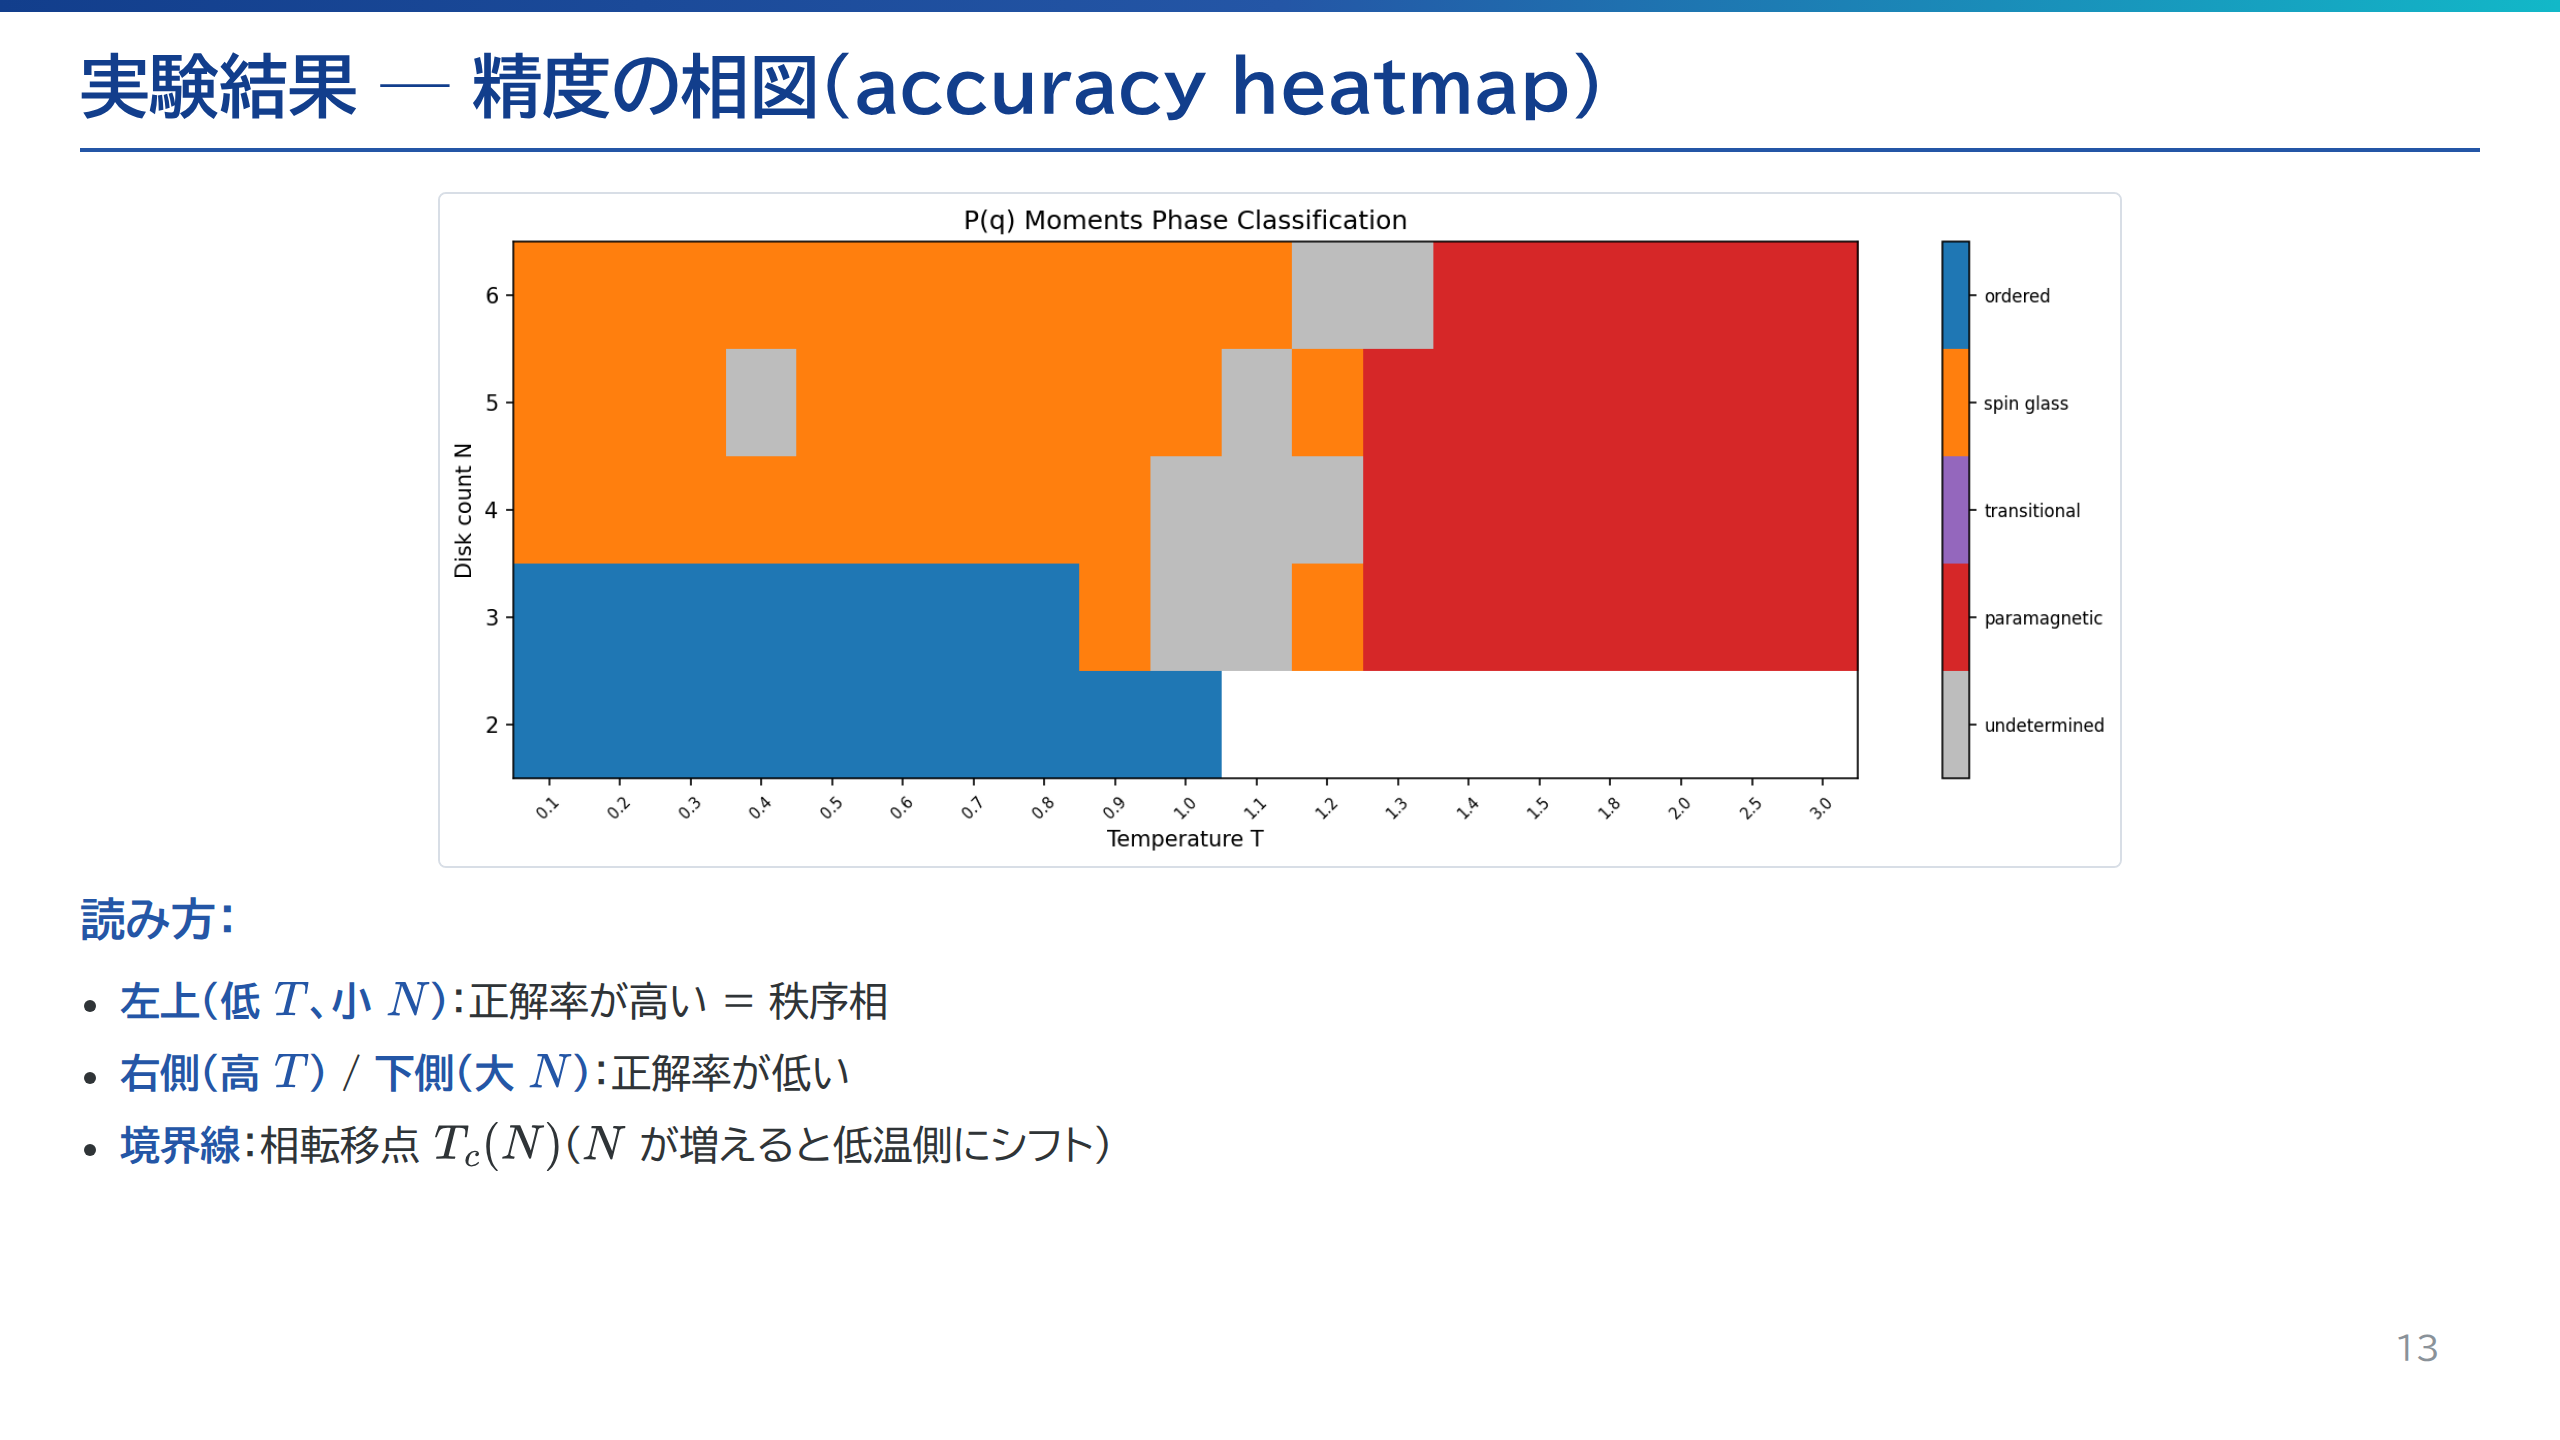 実験結果 — 精度の相図（accuracy heatmap）
P(q) Moments Phase Classification
Disk count N
6
5
4
3
2
0.1 0.2 0.3 0.4 0.5 0.6 0.7 0.8 0.9 1.0 1.1 1.2 1.3 1.4 1.5 1.8 2.0 2.5 3.0
Temperature T
ordered
spin glass
transitional
paramagnetic
undetermined
読み方：
• 左上（低 T、小 N）：正解率が高い = 秩序相
• 右側（高 T） / 下側（大 N）：正解率が低い
• 境界線：相転移点 T_c(N)（N が増えると低温側にシフト）
13